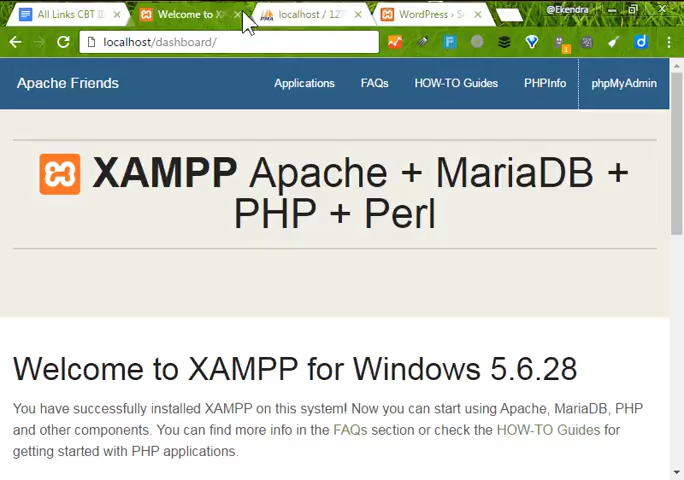 All Links CBT
Welcome to X
localhost / 127
WordPress › S
@Ekendra
localhost/dashboard/
Apache Friends
Applications
FAQs
HOW-TO Guides
PHPInfo
phpMyAdmin
XAMPP Apache + MariaDB +
PHP + Perl
Welcome to XAMPP for Windows 5.6.28
You have successfully installed XAMPP on this system! Now you can start using Apache, MariaDB, PHP
and other components. You can find more info in the FAQs section or check the HOW-TO Guides for
getting started with PHP applications.